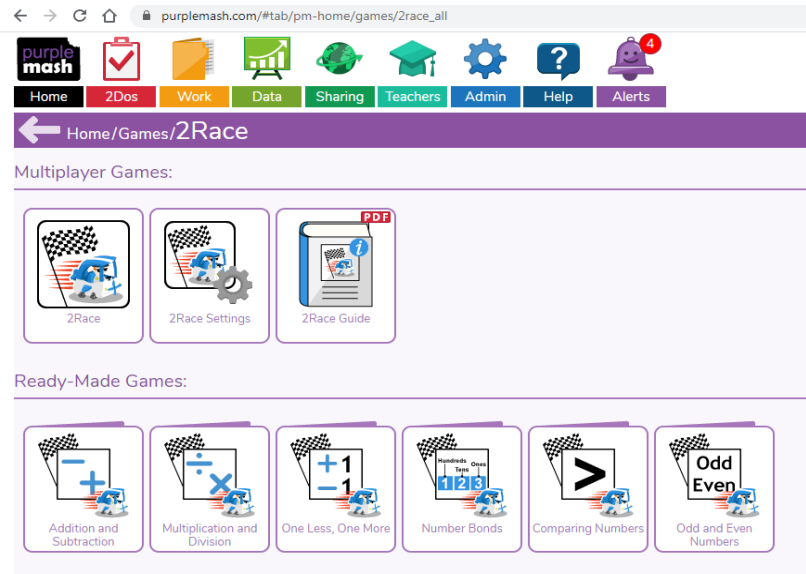 purplemash.com/#tab/pm-home/games/2race_all
purple
mash
4
?
Home 2Dos Work Data Sharing Teachers Admin Help Alerts
Home/Games/2Race
Multiplayer Games:
PDF
i
2Race 2Race Settings 2Race Guide
Ready-Made Games:
− + ÷ × +1 −1 Hundreds Tens Ones 1 2 3 > Odd Even
Addition and Subtraction
Multiplication and Division
One Less, One More
Number Bonds
Comparing Numbers
Odd and Even Numbers